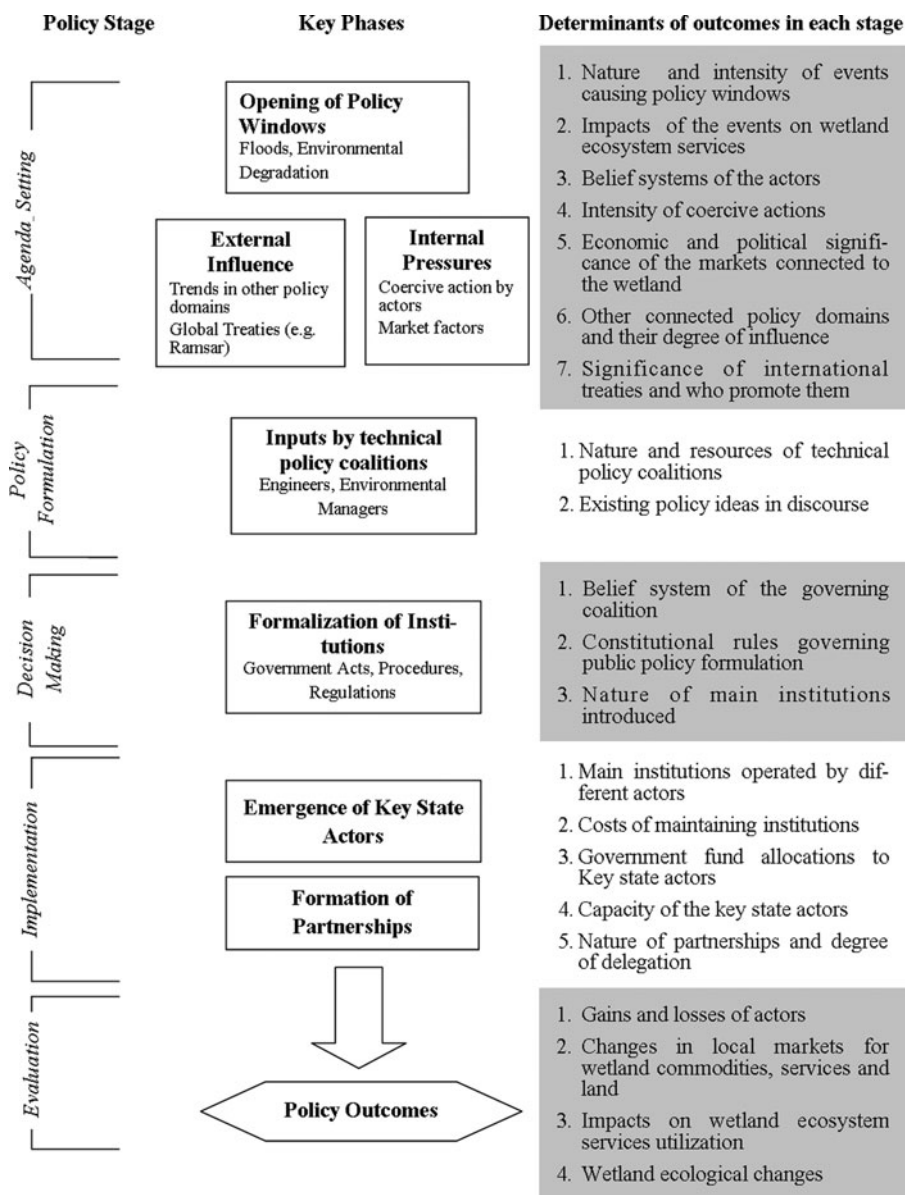 Policy Stage
Key Phases
Determinants of outcomes in each stage
Agenda_Setting
Opening of Policy
Windows
Floods, Environmental
Degradation
External
Influence
Trends in other policy
domains
Global Treaties (e.g.
Ramsar)
Internal
Pressures
Coercive action by
actors
Market factors
1. Nature and intensity of events
causing policy windows
2. Impacts of the events on wetland
ecosystem services
3. Belief systems of the actors
4. Intensity of coercive actions
5. Economic and political signifi-
cance of the markets connected to
the wetland
6. Other connected policy domains
and their degree of influence
7. Significance of international
treaties and who promote them
Policy
Formulation
Inputs by technical
policy coalitions
Engineers, Environmental
Managers
1. Nature and resources of technical
policy coalitions
2. Existing policy ideas in discourse
Decision
Making
Formalization of Insti-
tutions
Government Acts, Procedures,
Regulations
1. Belief system of the governing
coalition
2. Constitutional rules governing
public policy formulation
3. Nature of main institutions
introduced
Implementation
Emergence of Key State
Actors
Formation of
Partnerships
1. Main institutions operated by dif-
ferent actors
2. Costs of maintaining institutions
3. Government fund allocations to
Key state actors
4. Capacity of the key state actors
5. Nature of partnerships and degree
of delegation
Evaluation
Policy Outcomes
1. Gains and losses of actors
2. Changes in local markets for
wetland commodities, services and
land
3. Impacts on wetland ecosystem
services utilization
4. Wetland ecological changes